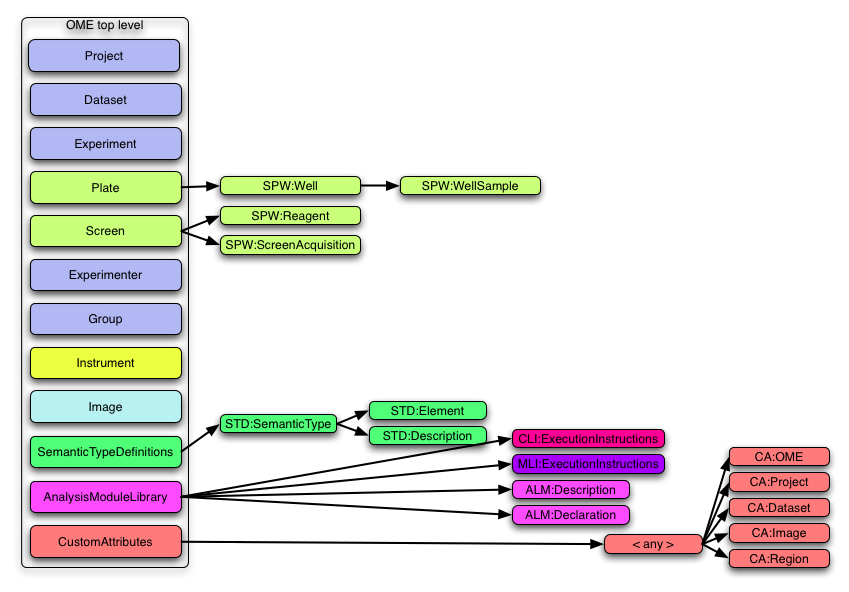 OME top level
Project
Dataset
Experiment
Plate
SPW:Well
SPW:WellSample
Screen
SPW:Reagent
SPW:ScreenAcquisition
Experimenter
Group
Instrument
Image
SemanticTypeDefinitions
STD:SemanticType
STD:Element
STD:Description
AnalysisModuleLibrary
CLI:ExecutionInstructions
MLI:ExecutionInstructions
ALM:Description
ALM:Declaration
CustomAttributes
< any >
CA:OME
CA:Project
CA:Dataset
CA:Image
CA:Region